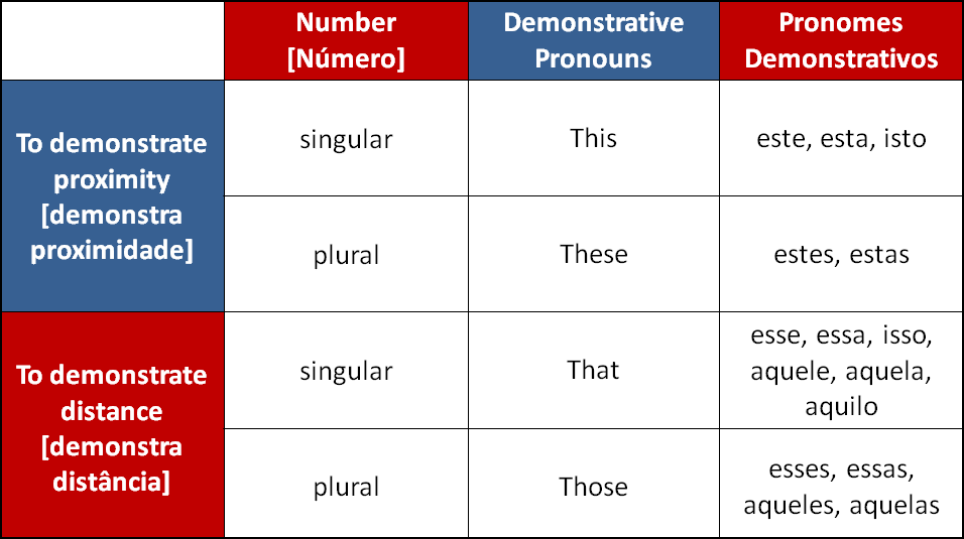 Number
[Número]
Demonstrative
Pronouns
Pronomes
Demonstrativos
To demonstrate
proximity
[demonstra
proximidade]
singular
This
este, esta, isto
plural
These
estes, estas
To demonstrate
distance
[demonstra
distância]
singular
That
esse, essa, isso,
aquele, aquela,
aquilo
plural
Those
esses, essas,
aqueles, aquelas